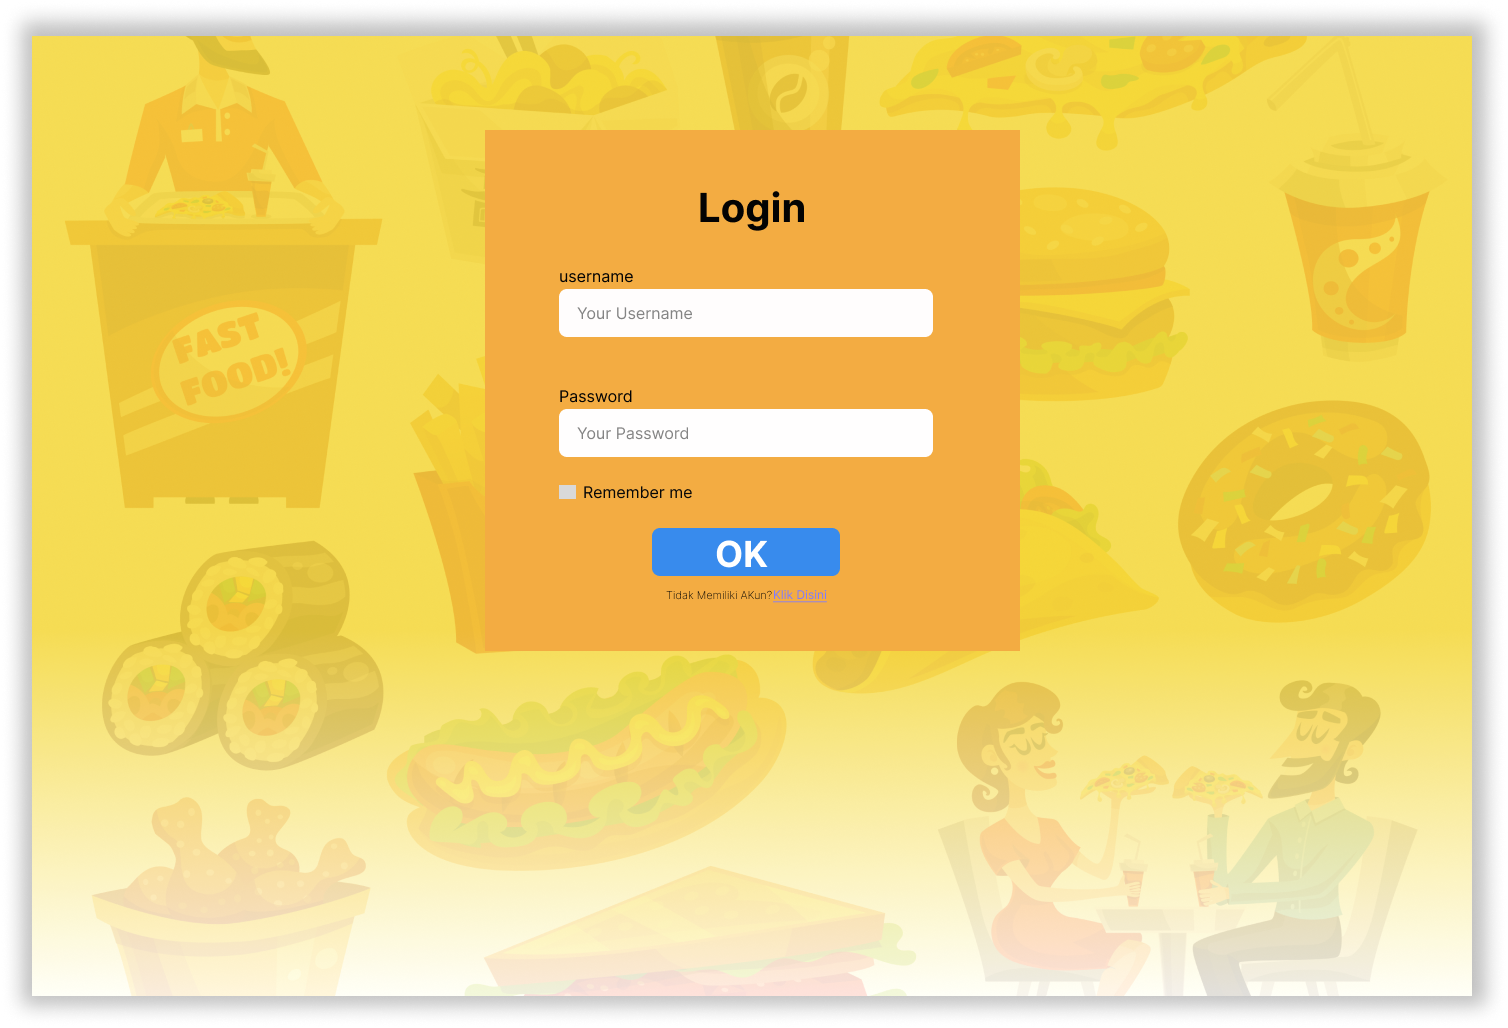 Login
username
Your Username
Password
Your Password
Remember me
OK
Tidak Memiliki AKun?Klik Disini
FAST
FOOD!